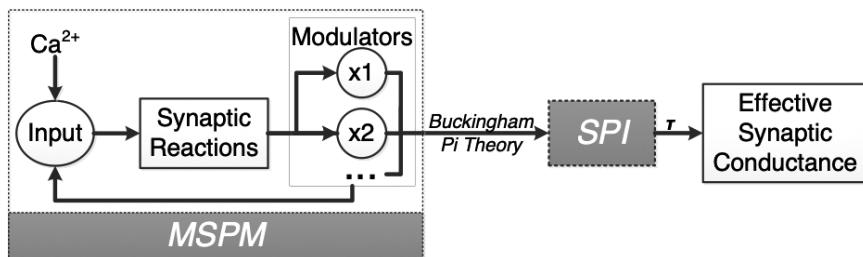 Ca²⁺
Input
Synaptic
Reactions
Modulators
x1
x2
...
MSPM
Buckingham
Pi Theory
SPI
τ
Effective
Synaptic
Conductance